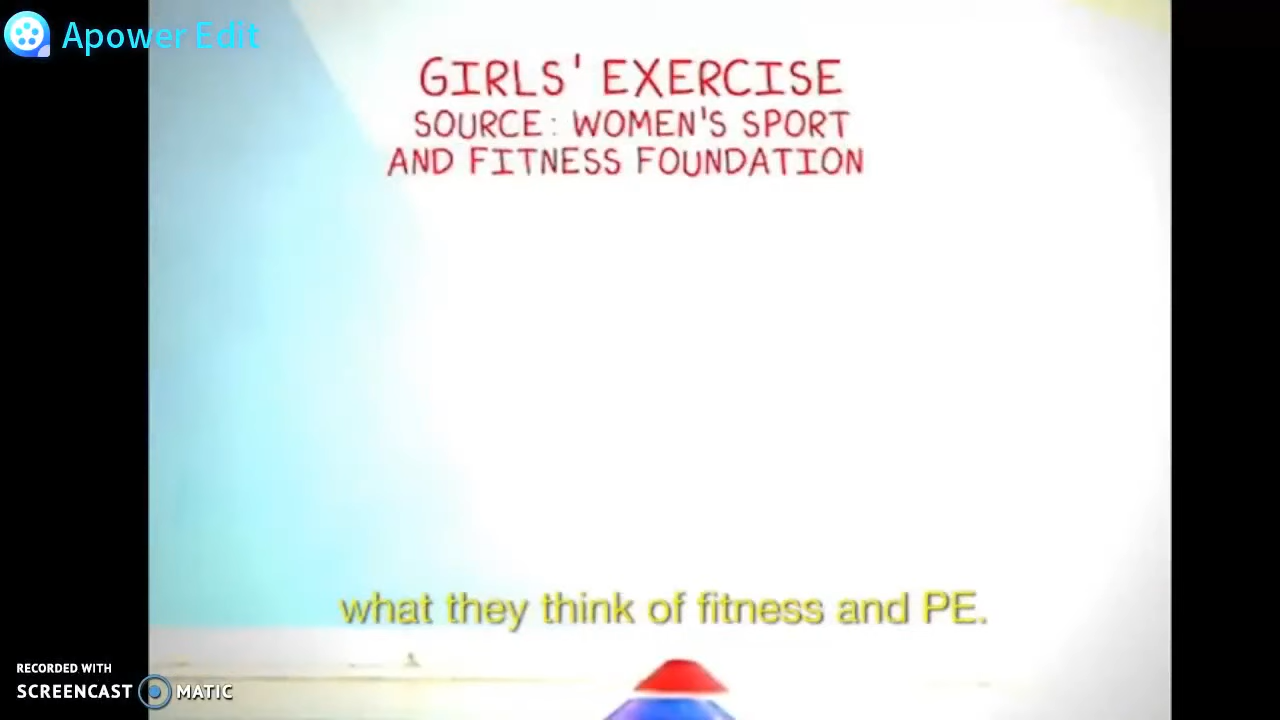 Apower Edit
GIRLS' EXERCISE
SOURCE: WOMEN'S SPORT
AND FITNESS FOUNDATION
what they think of fitness and PE.
RECORDED WITH
SCREENCAST MATIC